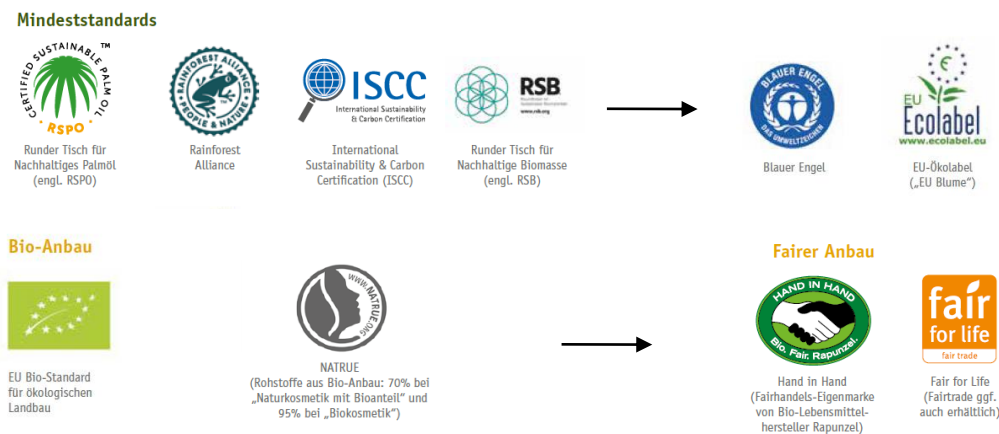 Mindeststandards
CERTIFIED SUSTAINABLE PALM OIL ™
RSPO
Runder Tisch für
Nachhaltiges Palmöl
(engl. RSPO)
RAINFOREST ALLIANCE
PEOPLE & NATURE
Rainforest
Alliance
ISCC
International Sustainability
& Carbon Certification
International
Sustainability & Carbon
Certification (ISCC)
RSB
www.rsb.org
Runder Tisch für
Nachhaltige Biomasse
(engl. RSB)
BLAUER ENGEL
DAS UMWELTZEICHEN
Blauer Engel
EU
Ecolabel
www.ecolabel.eu
EU-Ökolabel
(„EU Blume“)
Bio-Anbau
EU Bio-Standard
für ökologischen
Landbau
WWW.NATRUE.ORG
NATRUE
(Rohstoffe aus Bio-Anbau: 70% bei
„Naturkosmetik mit Bioanteil“ und
95% bei „Biokosmetik“)
Fairer Anbau
HAND IN HAND
Bio. Fair. Rapunzel.
Hand in Hand
(Fairhandels-Eigenmarke
von Bio-Lebensmittel-
hersteller Rapunzel)
fair
for life
fair trade
Fair for Life
(Fairtrade ggf.
auch erhältlich)